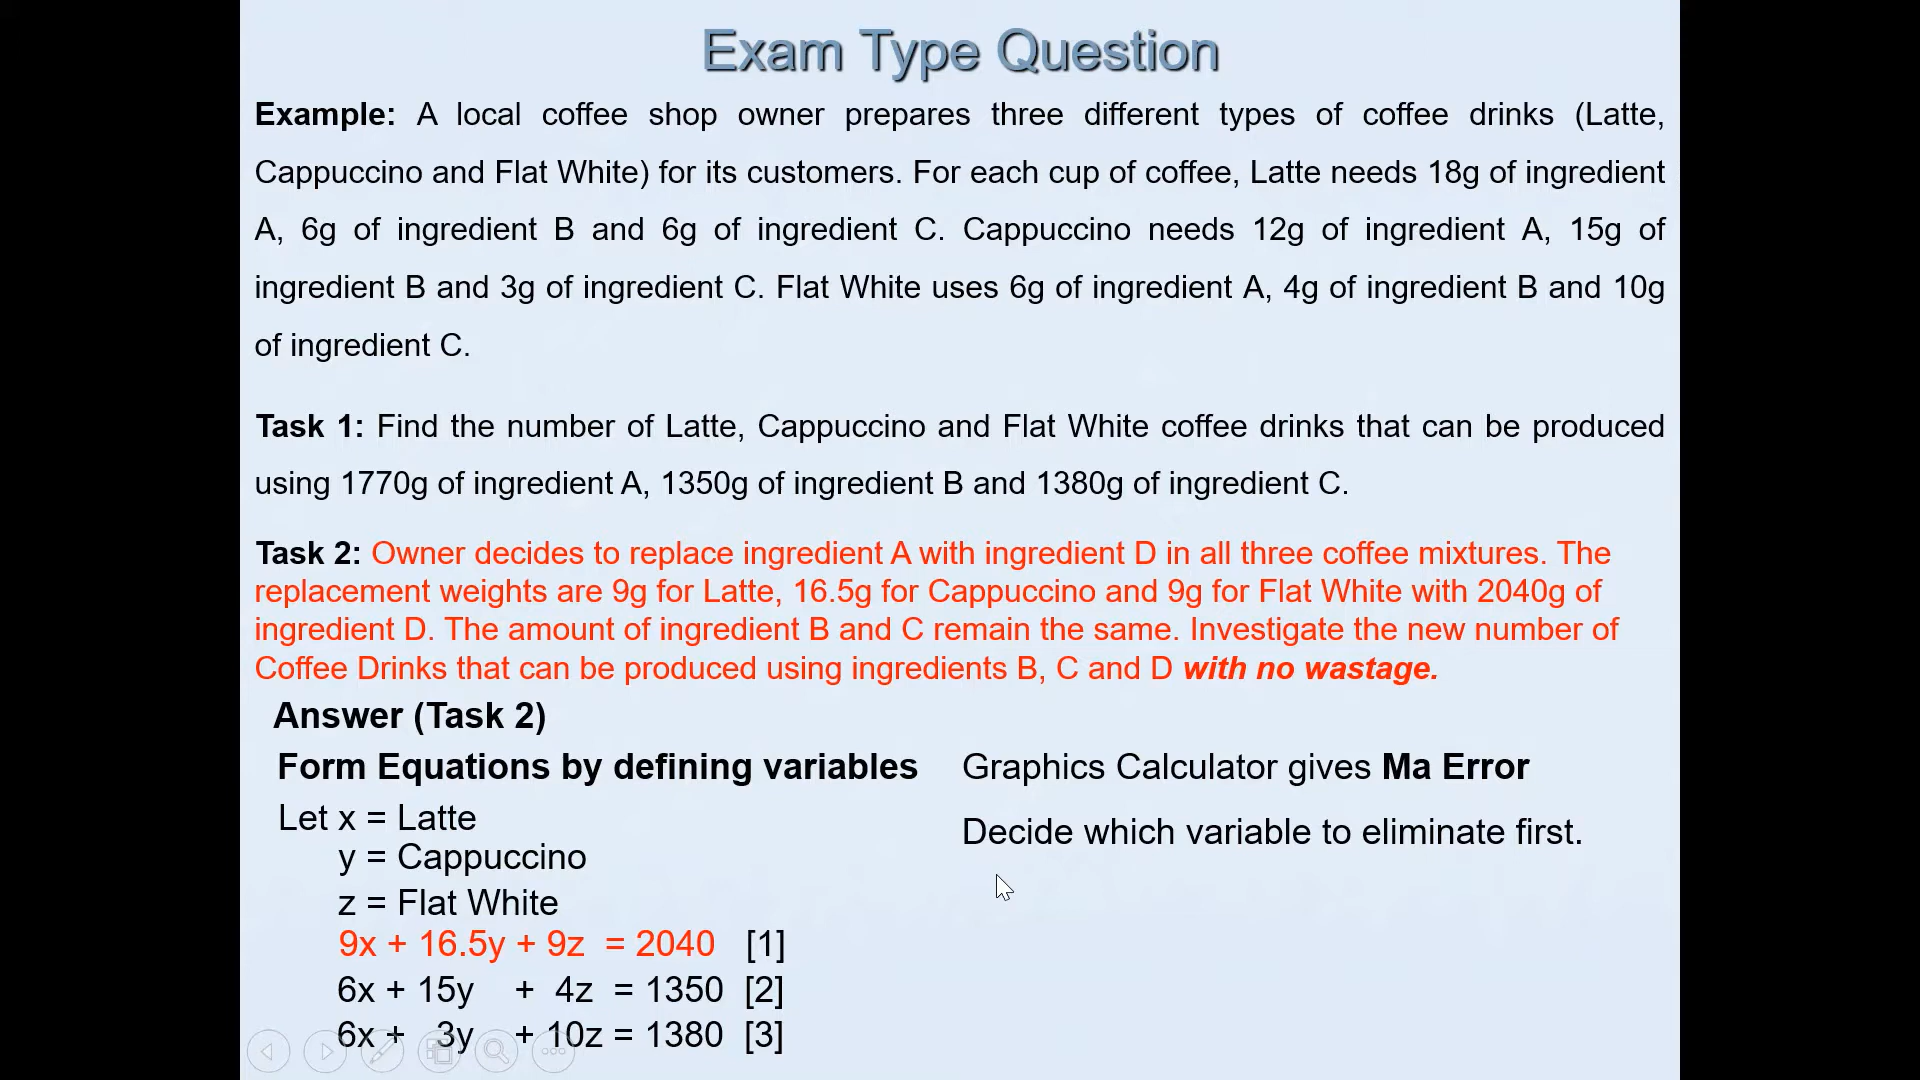 Exam Type Question
Example: A local coffee shop owner prepares three different types of coffee drinks (Latte,
Cappuccino and Flat White) for its customers. For each cup of coffee, Latte needs 18g of ingredient
A, 6g of ingredient B and 6g of ingredient C. Cappuccino needs 12g of ingredient A, 15g of
ingredient B and 3g of ingredient C. Flat White uses 6g of ingredient A, 4g of ingredient B and 10g
of ingredient C.
Task 1: Find the number of Latte, Cappuccino and Flat White coffee drinks that can be produced
using 1770g of ingredient A, 1350g of ingredient B and 1380g of ingredient C.
Task 2: Owner decides to replace ingredient A with ingredient D in all three coffee mixtures. The
replacement weights are 9g for Latte, 16.5g for Cappuccino and 9g for Flat White with 2040g of
ingredient D. The amount of ingredient B and C remain the same. Investigate the new number of
Coffee Drinks that can be produced using ingredients B, C and D with no wastage.
Answer (Task 2)
Form Equations by defining variables
Let x = Latte
y = Cappuccino
z = Flat White
9x + 16.5y + 9z = 2040 [1]
6x + 15y + 4z = 1350 [2]
6x + 3y + 10z = 1380 [3]
Graphics Calculator gives Ma Error
Decide which variable to eliminate first.